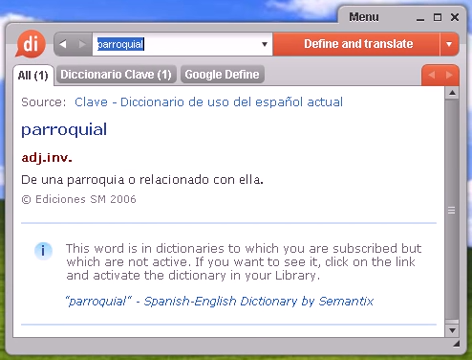 Menu
di
parroquial
Define and translate
All (1)
Diccionario Clave (1)
Google Define
Source: Clave - Diccionario de uso del español actual
parroquial
adj.inv.
De una parroquia o relacionado con ella.
© Ediciones SM 2006
i
This word is in dictionaries to which you are subscribed but
which are not active. If you want to see it, click on the link
and activate the dictionary in your Library.
"parroquial" - Spanish-English Dictionary by Semantix